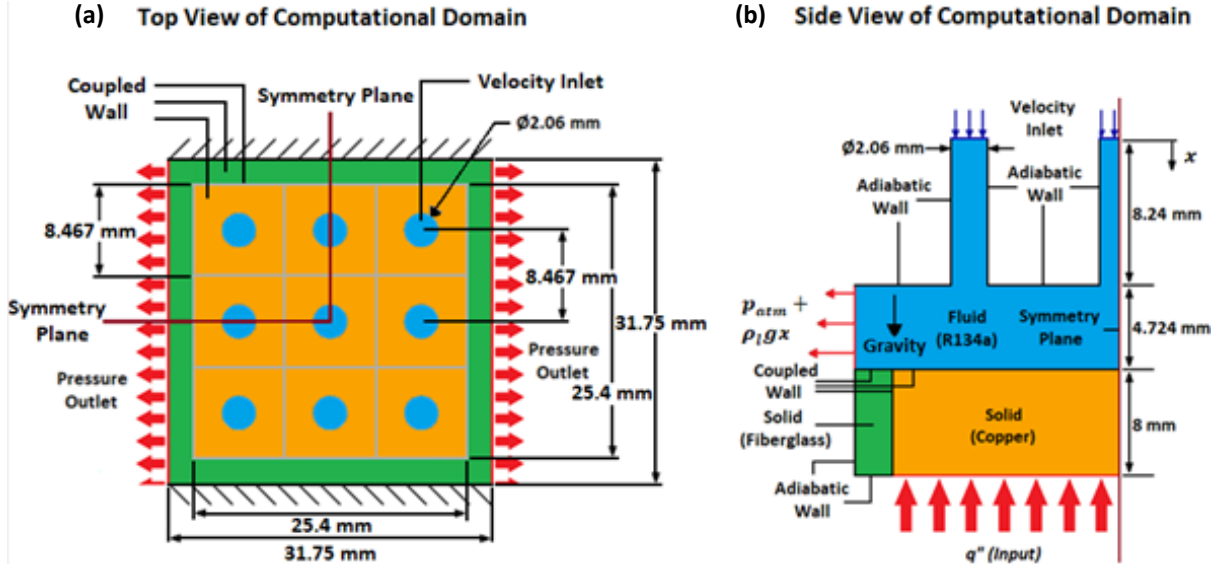 (a) Top View of Computational Domain
Coupled
Wall
Symmetry Plane
Velocity Inlet
Ø2.06 mm
8.467 mm
8.467 mm
Symmetry
Plane
31.75 mm
Pressure
Outlet
Pressure
Outlet
25.4 mm
25.4 mm
31.75 mm
(b) Side View of Computational Domain
Velocity
Inlet
Ø2.06 mm
x
Adiabatic
Wall
Adiabatic
Wall
8.24 mm
p_atm +
ρ_l gx
Fluid
(R134a)
Symmetry
Plane
Gravity
4.724 mm
Coupled
Wall
Solid
(Fiberglass)
Solid
(Copper)
8 mm
Adiabatic
Wall
q" (Input)